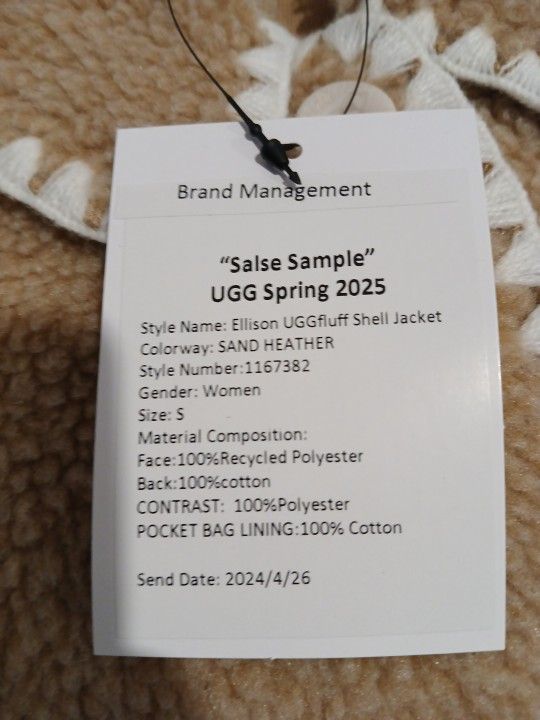 Brand Management
“Salse Sample”
UGG Spring 2025
Style Name: Ellison UGGfluff Shell Jacket
Colorway: SAND HEATHER
Style Number:1167382
Gender: Women
Size: S
Material Composition:
Face:100%Recycled Polyester
Back:100%cotton
CONTRAST:  100%Polyester
POCKET BAG LINING:100% Cotton
Send Date: 2024/4/26